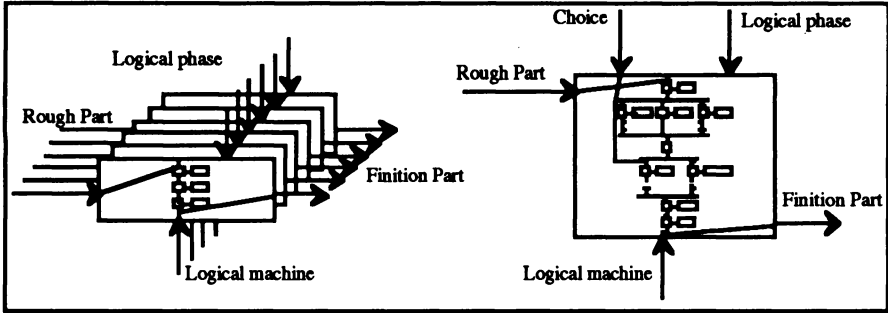 Logical phase
Rough Part
Finition Part
Logical machine
Choice
Logical phase
Rough Part
Finition Part
Logical machine